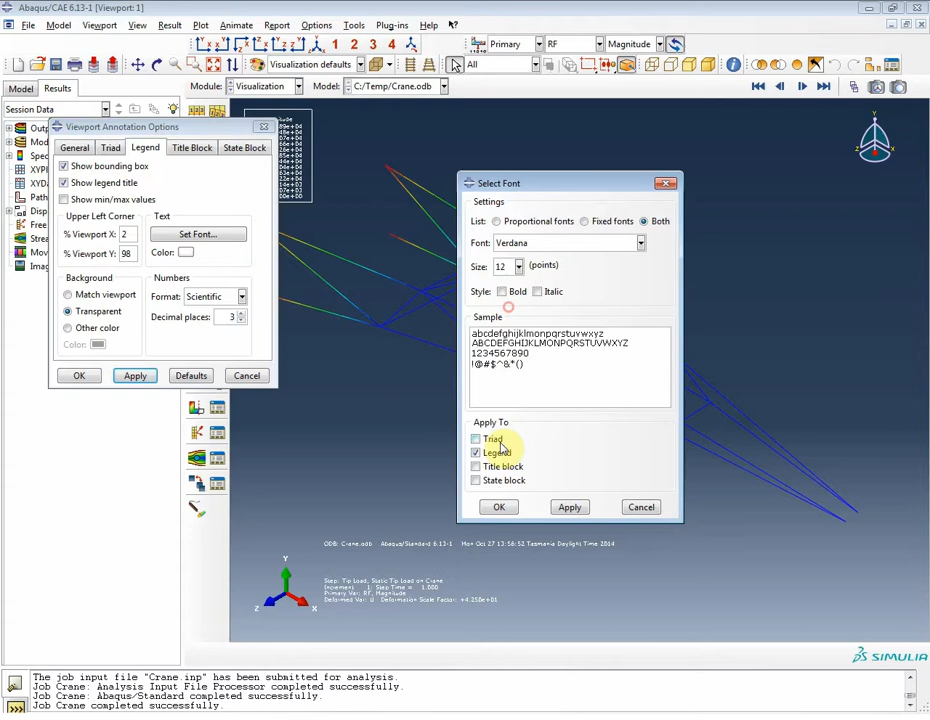 Abaqus/CAE 6.13-1 [Viewport: 1]
File Model Viewport View Result Plot Animate Report Options Tools Plug-ins Help
1 2 3 4 Primary RF Magnitude
Visualization defaults All
Model Results Module: Visualization Model: C:/Temp/Crane.odb
Session Data
Viewport Annotation Options
General Triad Legend Title Block State Block
Show bounding box
Show legend title
Show min/max values
Upper Left Corner
% Viewport X: 2
% Viewport Y: 98
Text
Set Font...
Color:
Background
Match viewport
Transparent
Other color
Color:
Numbers
Format: Scientific
Decimal places: 3
OK Apply Defaults Cancel
Select Font
Settings
List: Proportional fonts Fixed fonts Both
Font: Verdana
Size: 12 (points)
Style: Bold Italic
Sample
abcdefghijklmnopqrstuvwxyz
ABCDEFGHIJKLMNOPQRSTUVWXYZ
1234567890
!@#$^&*()
Apply To
Triad
Legend
Title block
State block
OK Apply Cancel
ODB: Crane.odb Abaqus/Standard 6.13-1 Mon Oct 27 13:56:52 Tasmania Daylight Time 2014
Y
Z X
Step: Tip Load, Static Tip Load on Crane
Increment 1: Step Time = 1.000
Primary Var: RF, Magnitude
Deformed Var: U Deformation Scale Factor: +4.258e+01
Y
Z X
SIMULIA
The job input file "Crane.inp" has been submitted for analysis.
Job Crane: Analysis Input File Processor completed successfully.
Job Crane: Abaqus/Standard completed successfully.
Job Crane completed successfully.
>>>